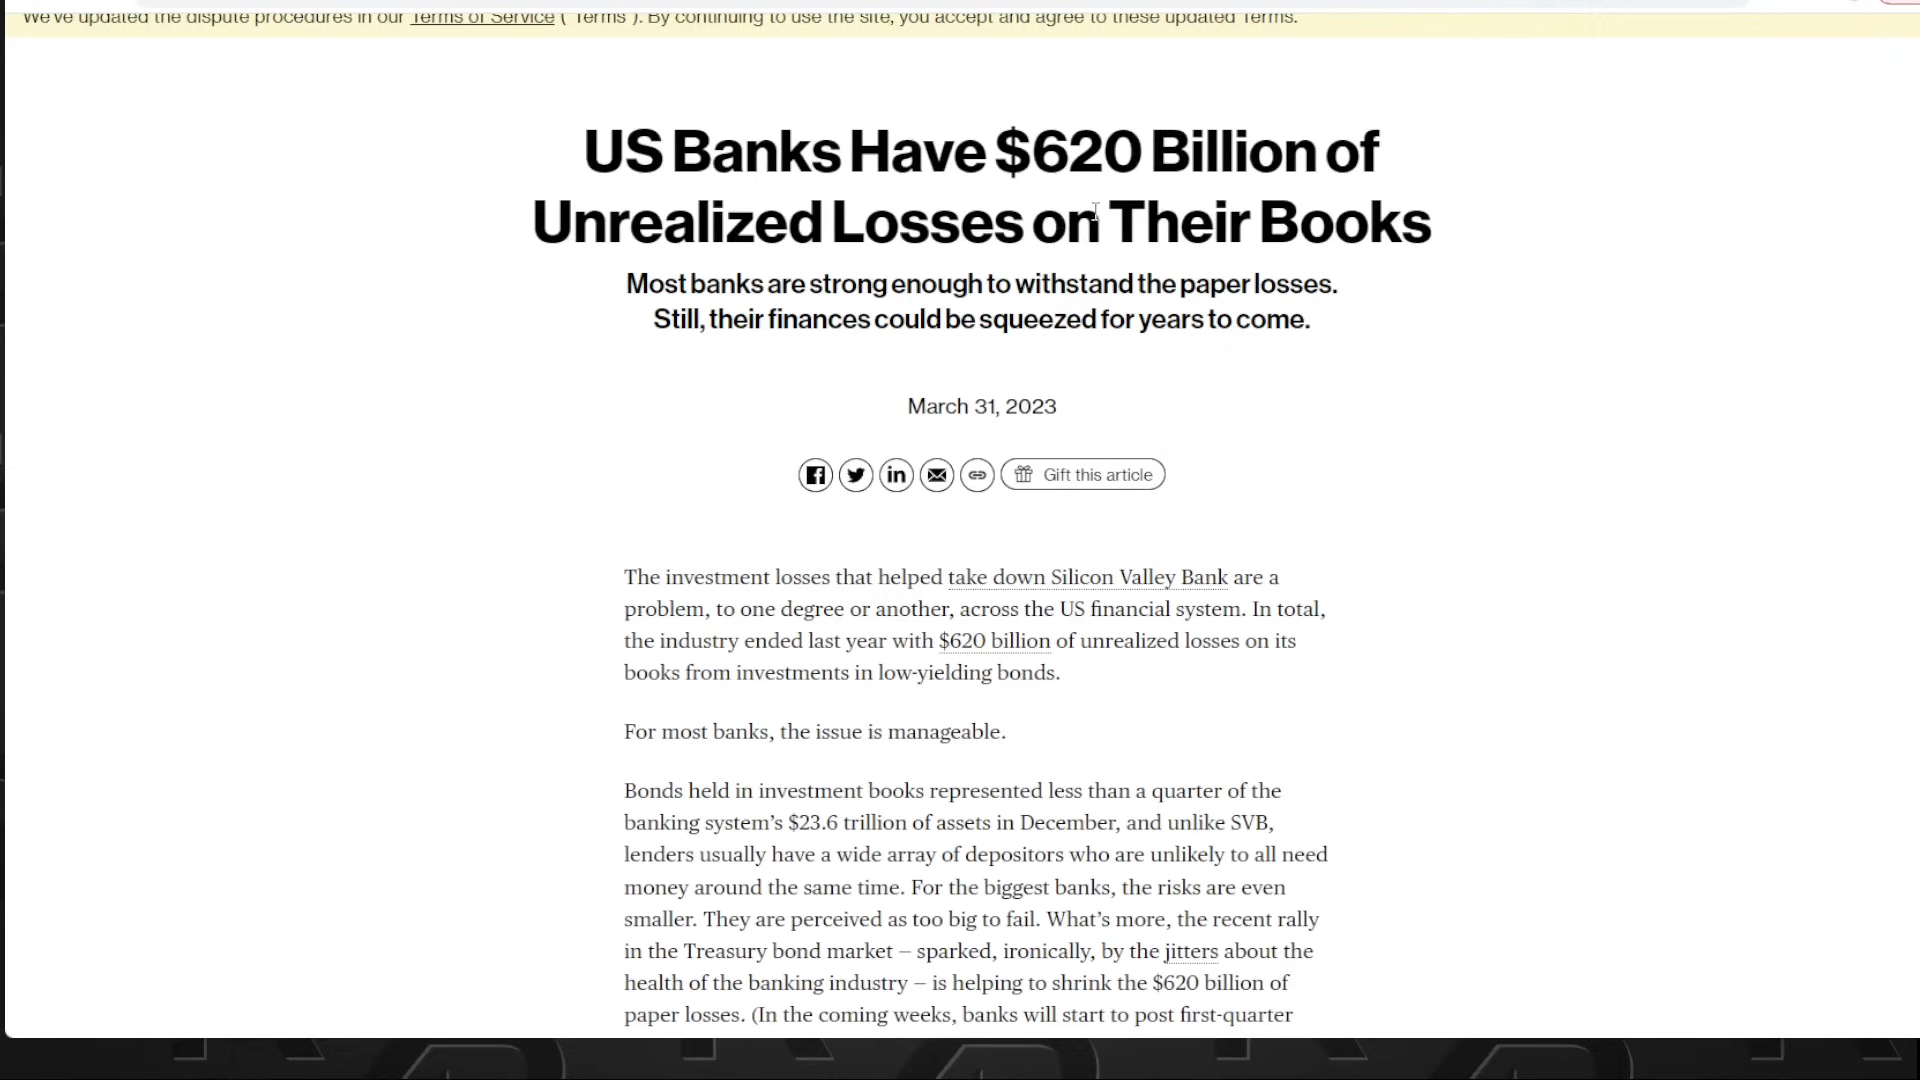 We've updated the dispute procedures in our Terms of Service ("Terms"). By continuing to use the site, you accept and agree to these updated Terms.
US Banks Have $620 Billion of
Unrealized Losses on Their Books
Most banks are strong enough to withstand the paper losses.
Still, their finances could be squeezed for years to come.
March 31, 2023
Gift this article
The investment losses that helped take down Silicon Valley Bank are a
problem, to one degree or another, across the US financial system. In total,
the industry ended last year with $620 billion of unrealized losses on its
books from investments in low-yielding bonds.
For most banks, the issue is manageable.
Bonds held in investment books represented less than a quarter of the
banking system’s $23.6 trillion of assets in December, and unlike SVB,
lenders usually have a wide array of depositors who are unlikely to all need
money around the same time. For the biggest banks, the risks are even
smaller. They are perceived as too big to fail. What’s more, the recent rally
in the Treasury bond market – sparked, ironically, by the jitters about the
health of the banking industry – is helping to shrink the $620 billion of
paper losses. (In the coming weeks, banks will start to post first-quarter